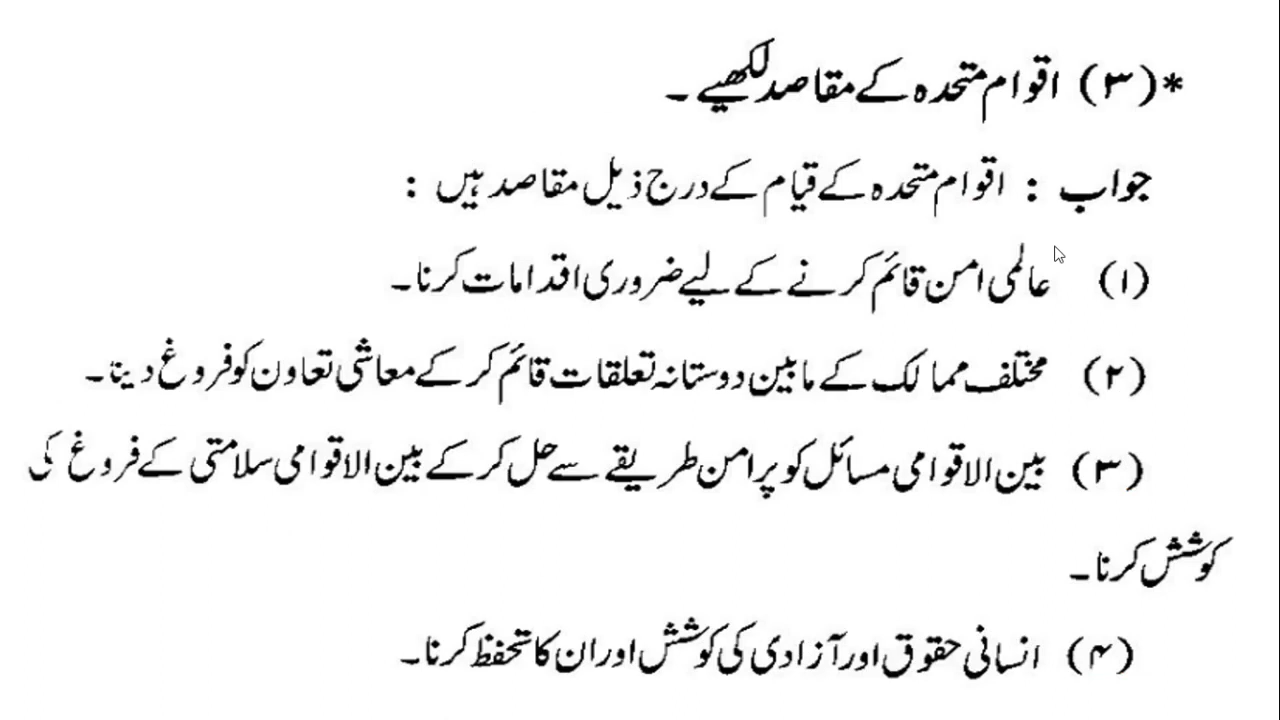 *(۳) اقوام متحدہ کے مقاصد لکھیے ۔
جواب : اقوام متحدہ کے قیام کے درج ذیل مقاصد ہیں :
(۱) عالمی امن قائم کرنے کے لیے ضروری اقدامات کرنا ۔
(۲) مختلف ممالک کے مابین دوستانہ تعلقات قائم کر کے معاشی تعاون کو فروغ دینا ۔
(۳) بین الاقوامی مسائل کو پر امن طریقے سے حل کر کے بین الاقوامی سلامتی کے فروغ کی
کوشش کرنا ۔
(۴) انسانی حقوق اور آزادی کی کوشش اور ان کا تحفظ کرنا ۔